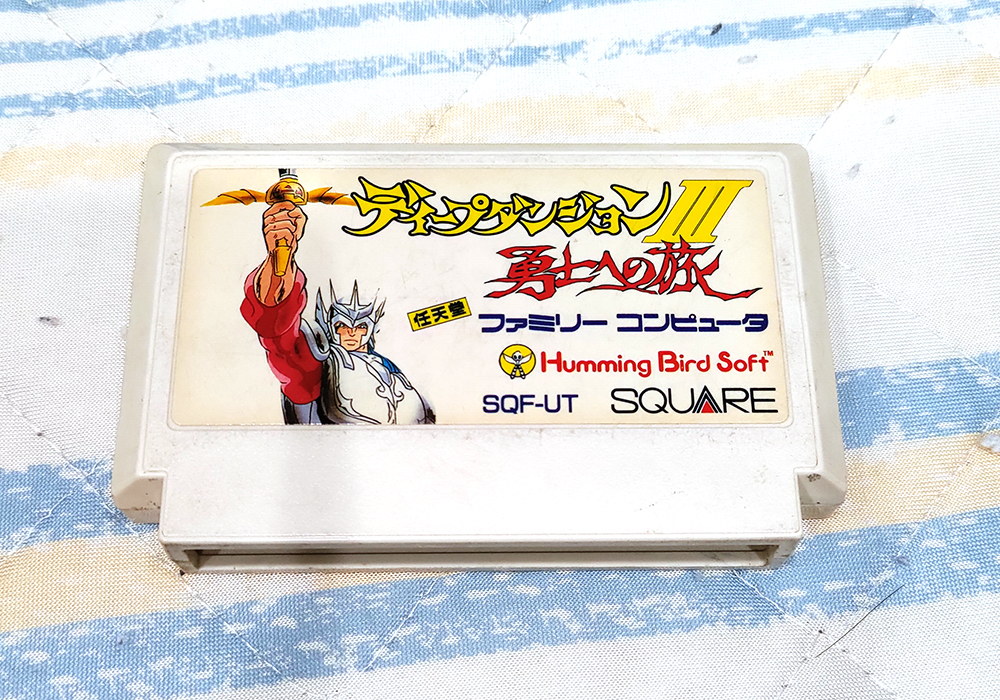 ディープダンジョンIII
勇士への旅
任天堂
ファミリーコンピュータ
Humming Bird Soft™
SQF-UT
SQUARE